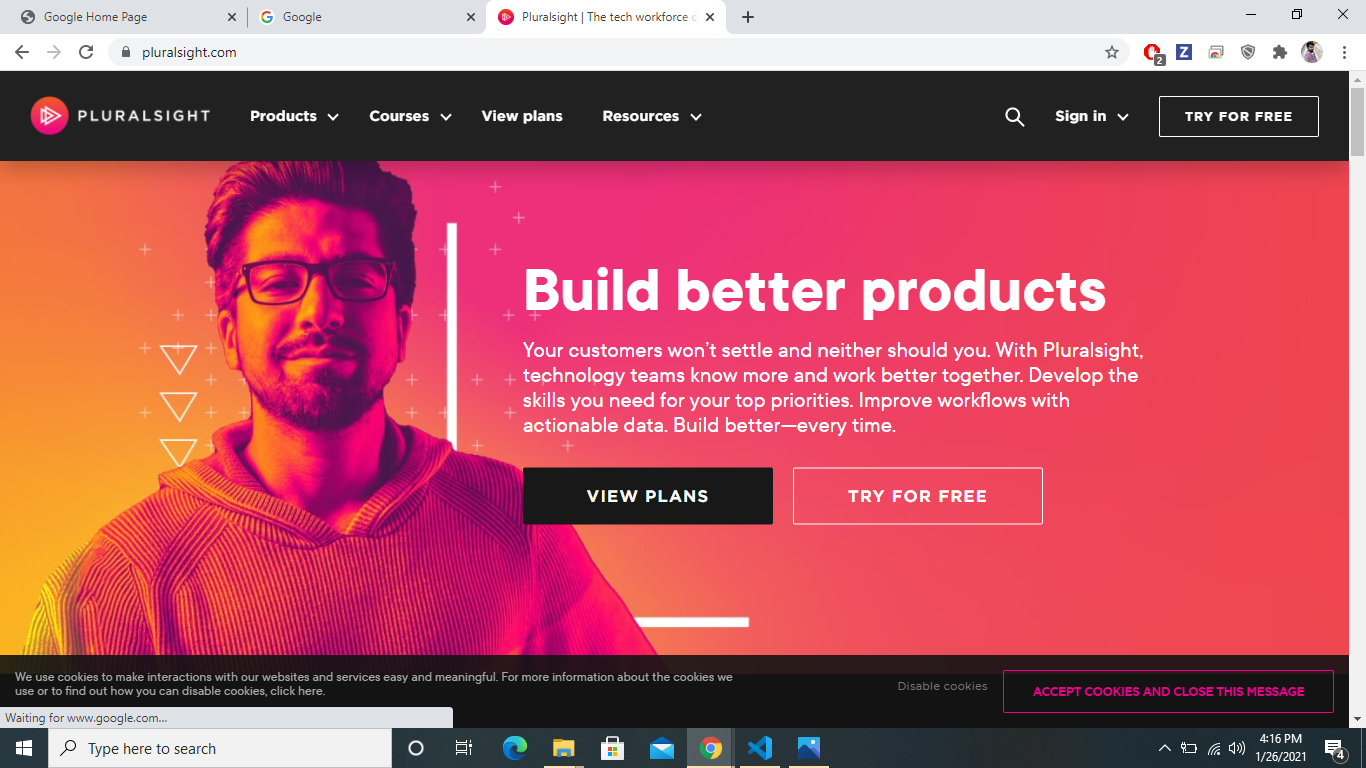 Google Home Page
Google
Pluralsight | The tech workforce
pluralsight.com
2
PLURALSIGHT
Products
Courses
View plans
Resources
Sign in
TRY FOR FREE
Build better products
Your customers won’t settle and neither should you. With Pluralsight,
technology teams know more and work better together. Develop the
skills you need for your top priorities. Improve workflows with
actionable data. Build better—every time.
VIEW PLANS
TRY FOR FREE
We use cookies to make interactions with our websites and services easy and meaningful. For more information about the cookies we
use or to find out how you can disable cookies, click here.
Disable cookies
ACCEPT COOKIES AND CLOSE THIS MESSAGE
Waiting for www.google.com...
Type here to search
4:16 PM
1/26/2021
4